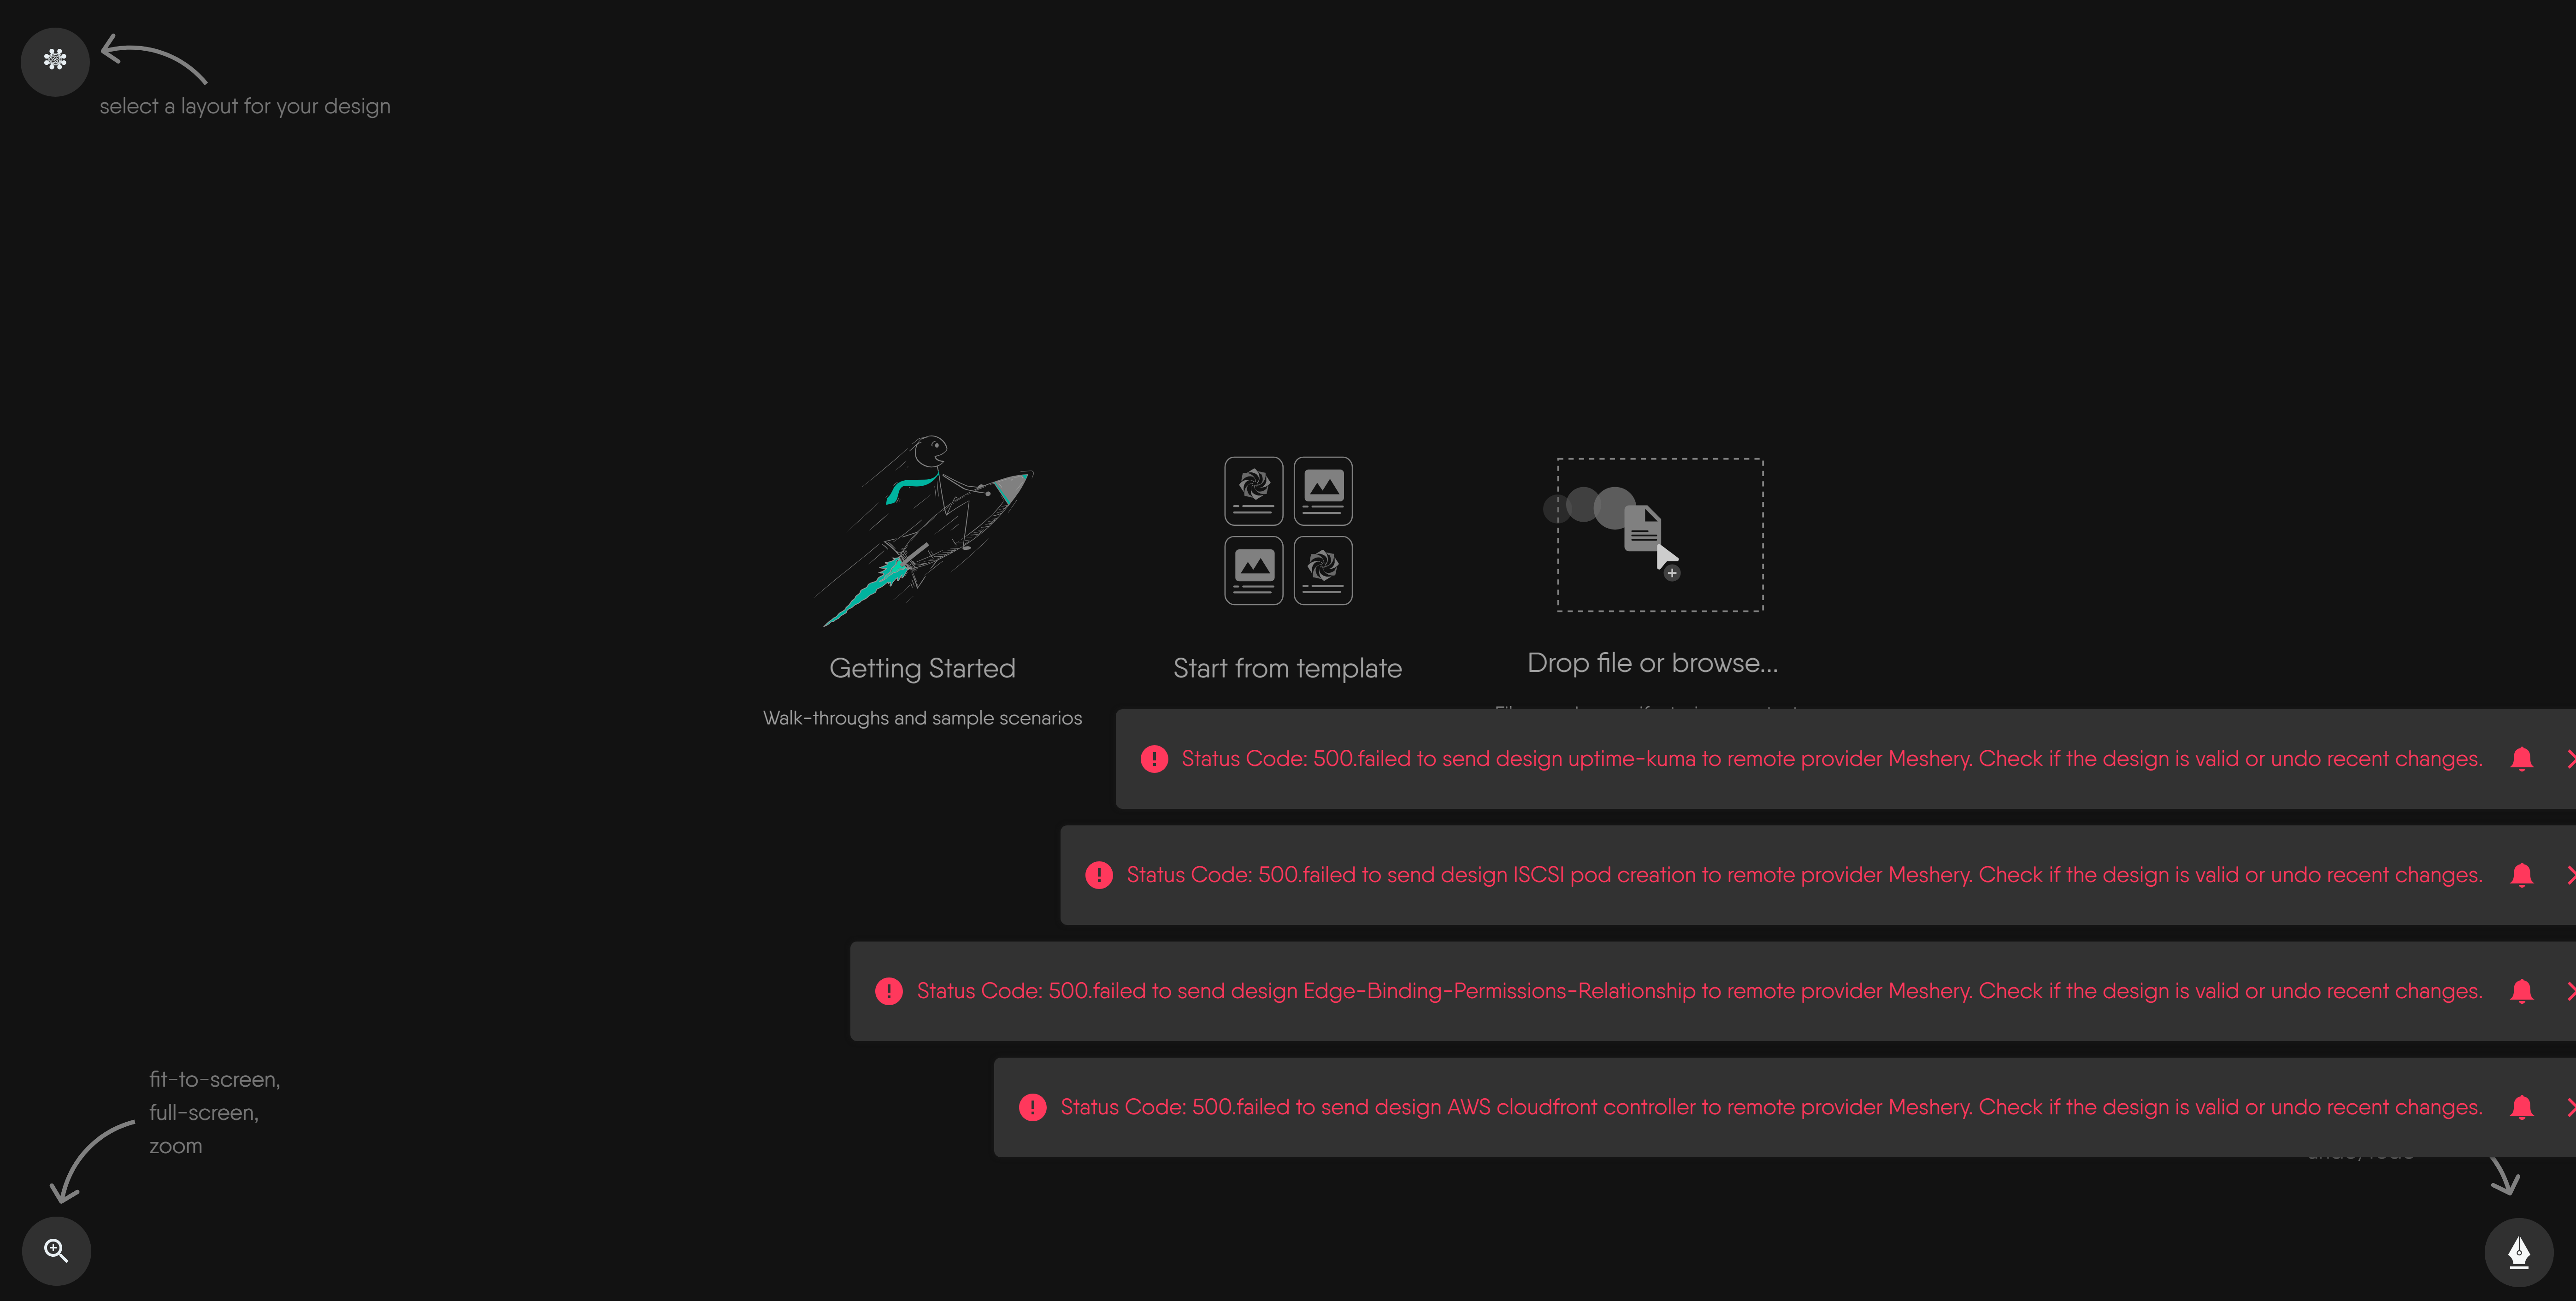 select a layout for your design
Getting Started
Start from template
Drop file or browse...
Walk-throughs and sample scenarios
Status Code: 500.failed to send design uptime-kuma to remote provider Meshery. Check if the design is valid or undo recent changes.
Status Code: 500.failed to send design ISCSI pod creation to remote provider Meshery. Check if the design is valid or undo recent changes.
Status Code: 500.failed to send design Edge-Binding-Permissions-Relationship to remote provider Meshery. Check if the design is valid or undo recent changes.
Status Code: 500.failed to send design AWS cloudfront controller to remote provider Meshery. Check if the design is valid or undo recent changes.
fit-to-screen,
full-screen,
zoom